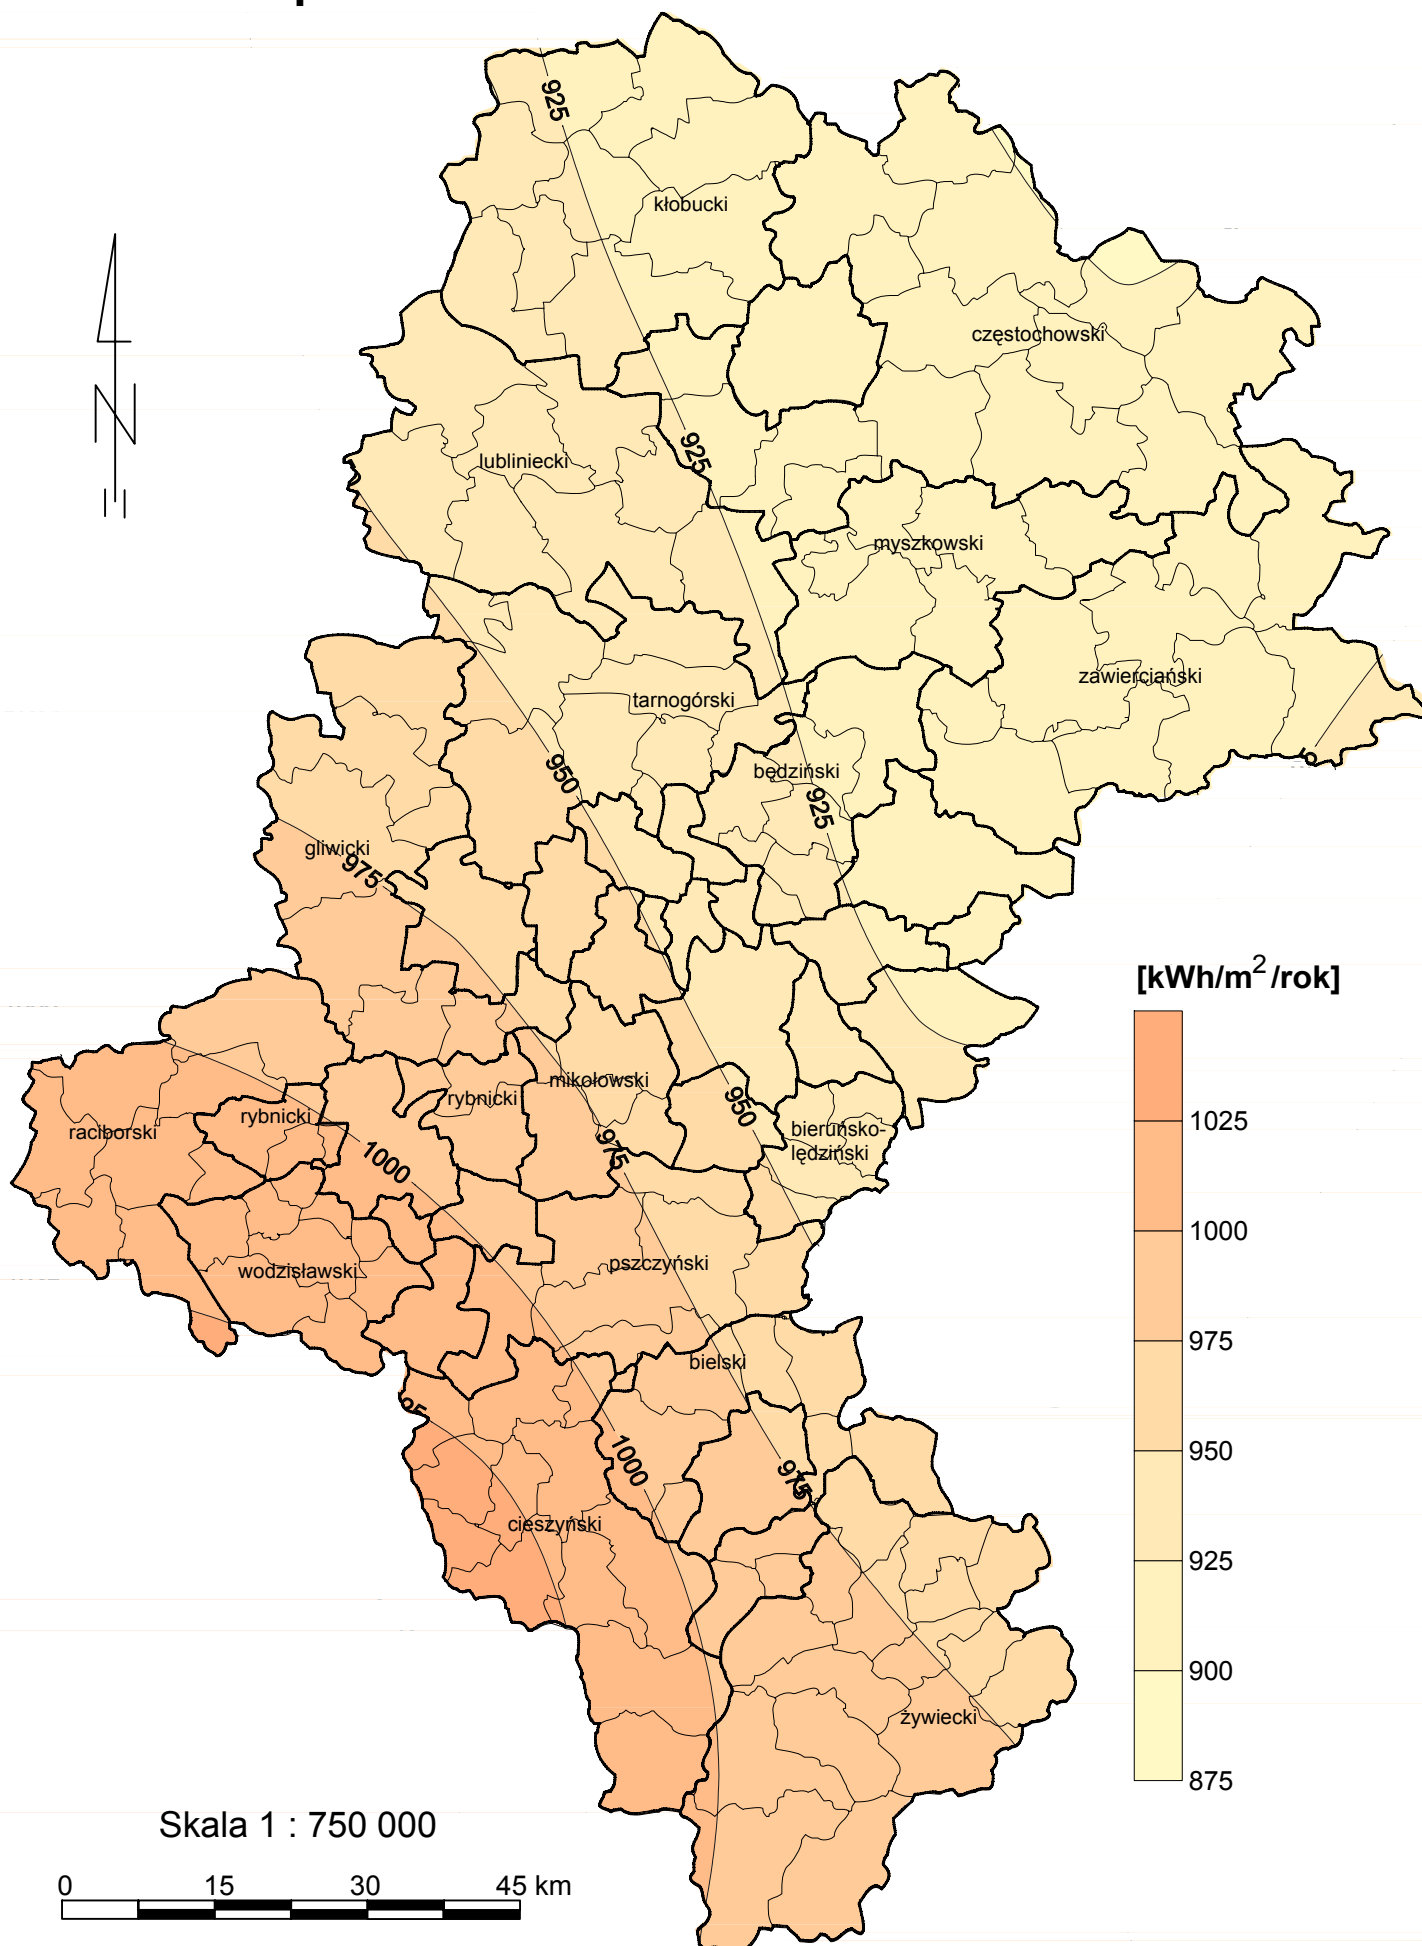 925
kłobucki
częstochowski
925
lubliniecki
myszkowski
zawierciański
tarnogórski
950
będziński
925
gliwicki
975
[kWh/m2/rok]
mikołowski
rybnicki
950
rybnicki
raciborski
1000
975
bieruńsko-
lędziński
1025
1000
pszczyński
wodzisławski
975
bielski
1000
950
975
cieszyński
925
900
żywiecki
875
Skala 1 : 750 000
0 15 30 45 km